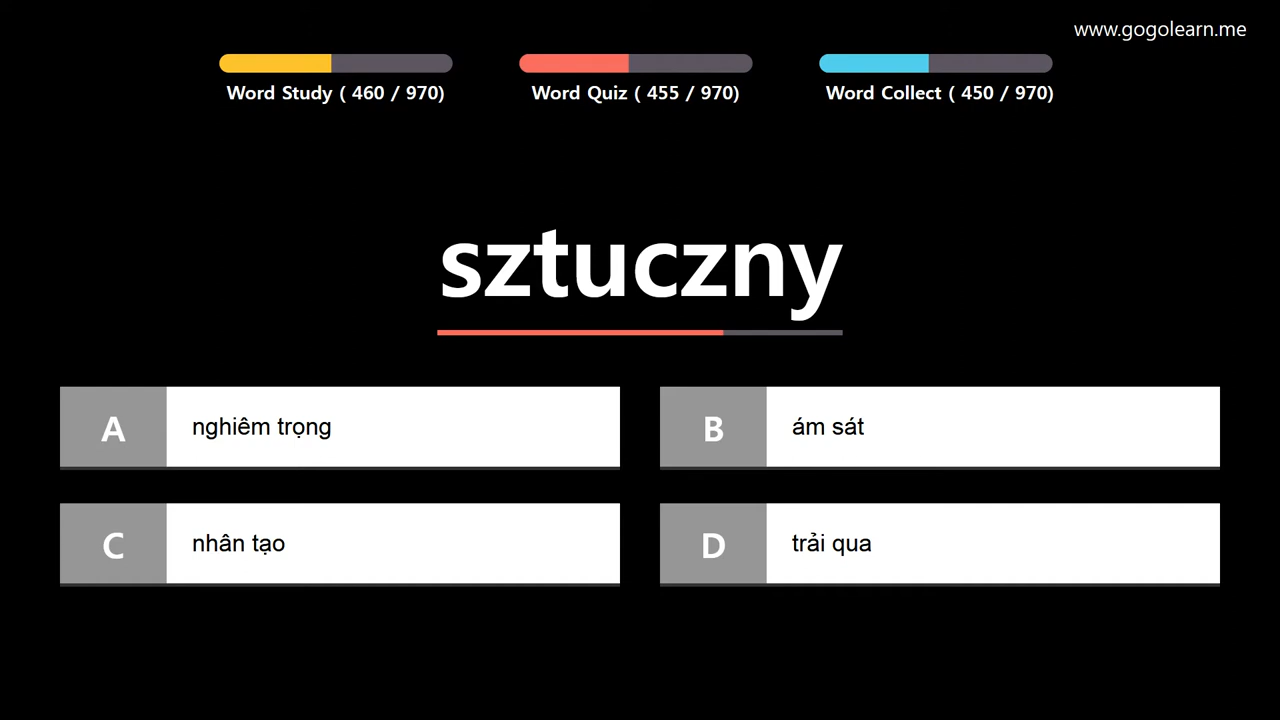 www.gogolearn.me
Word Study ( 460 / 970)
Word Quiz ( 455 / 970)
Word Collect ( 450 / 970)
sztuczny
A nghiêm trọng
B ám sát
C nhân tạo
D trải qua